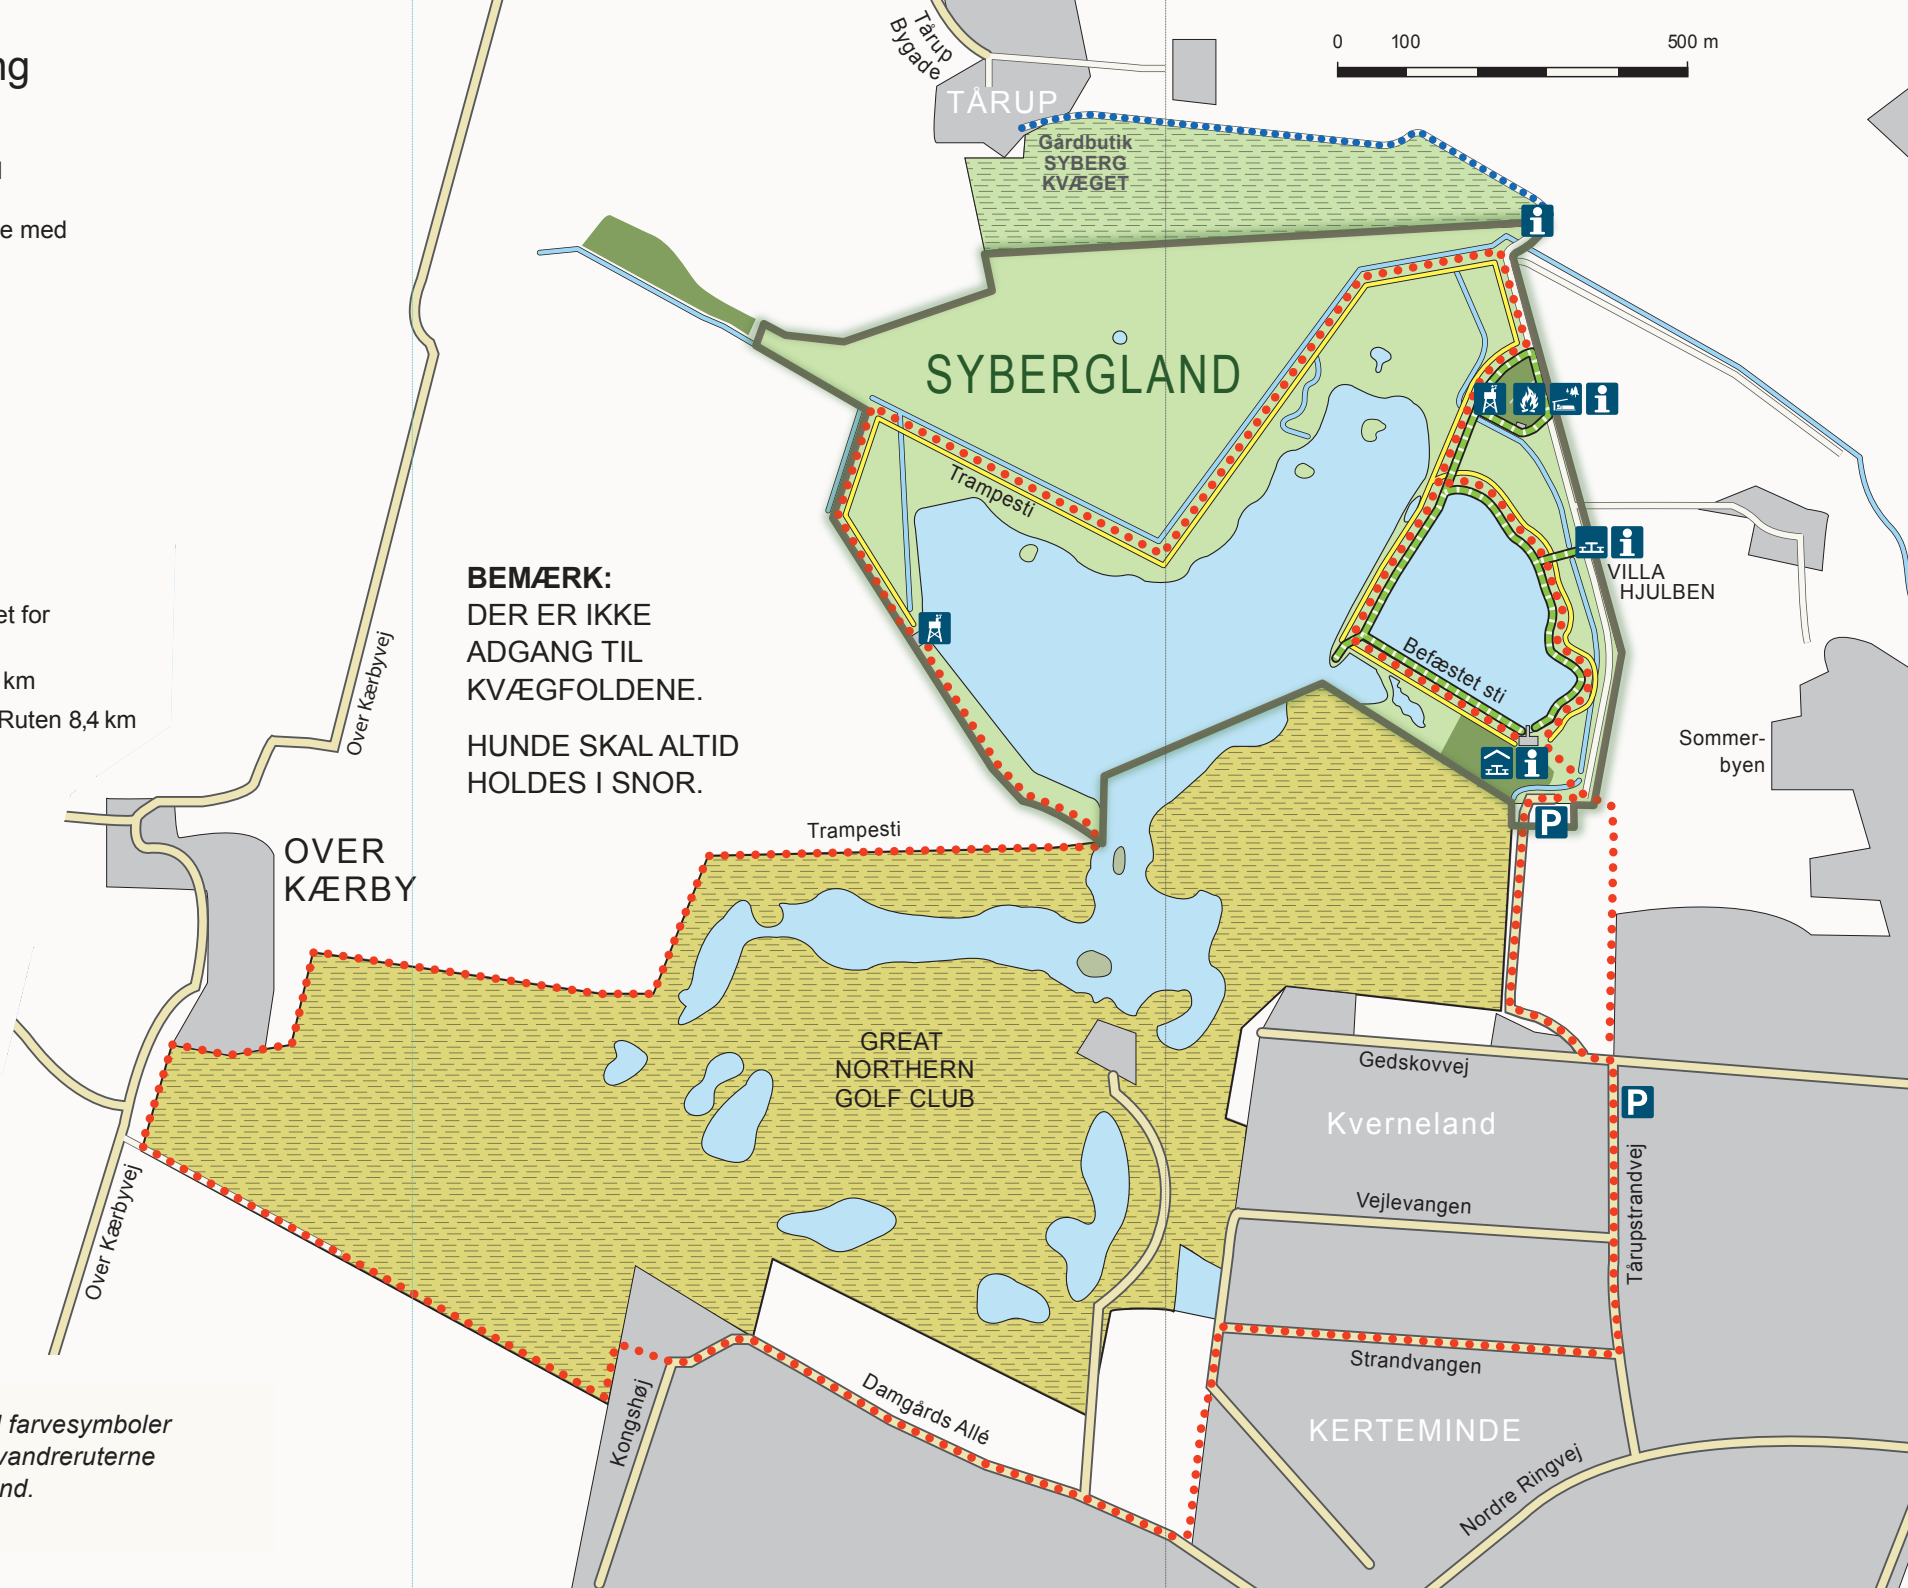 ng
e med
et for
km
Ruten 8,4 km
farvesymboler
vandreruterne
nd.
0 100 500 m
Tårup
Bygade
TÅRUP
Gårdbutik
SYBERG
KVÆGET
SYBERGLAND
Trampesti
BEMÆRK:
DER ER IKKE
ADGANG TIL
KVÆGFOLDENE.
HUNDE SKAL ALTID
HOLDES I SNOR.
VILLA
HJULBEN
Befæstet sti
Sommer-
byen
Over Kærbyvej
OVER
KÆRBY
Trampesti
P
GREAT
NORTHERN
GOLF CLUB
Gedskovvej
P
Kverneland
Vejlevangen
Tårupstrandvej
Over Kærbyvej
Strandvangen
Kongshøj
Damgårds Allé
KERTEMINDE
Nordre Ringvej